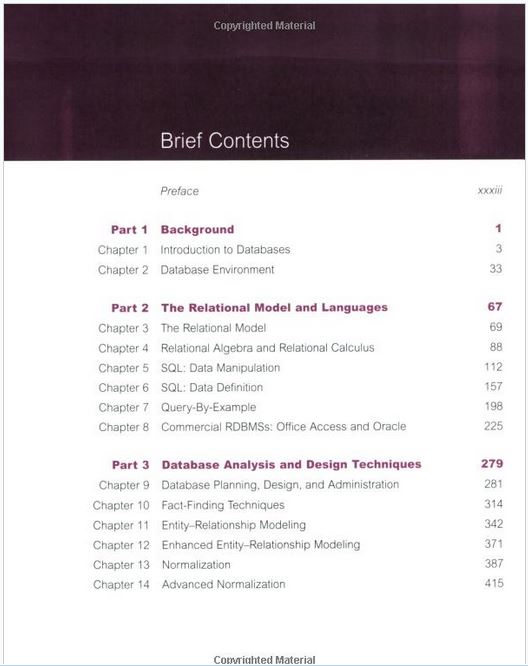 Copyrighted Material
Brief Contents
Preface xxxiii
Part 1 Background 1
Chapter 1 Introduction to Databases 3
Chapter 2 Database Environment 33
Part 2 The Relational Model and Languages 67
Chapter 3 The Relational Model 69
Chapter 4 Relational Algebra and Relational Calculus 88
Chapter 5 SQL: Data Manipulation 112
Chapter 6 SQL: Data Definition 157
Chapter 7 Query-By-Example 198
Chapter 8 Commercial RDBMSs: Office Access and Oracle 225
Part 3 Database Analysis and Design Techniques 279
Chapter 9 Database Planning, Design, and Administration 281
Chapter 10 Fact-Finding Techniques 314
Chapter 11 Entity–Relationship Modeling 342
Chapter 12 Enhanced Entity–Relationship Modeling 371
Chapter 13 Normalization 387
Chapter 14 Advanced Normalization 415
Copyrighted Material